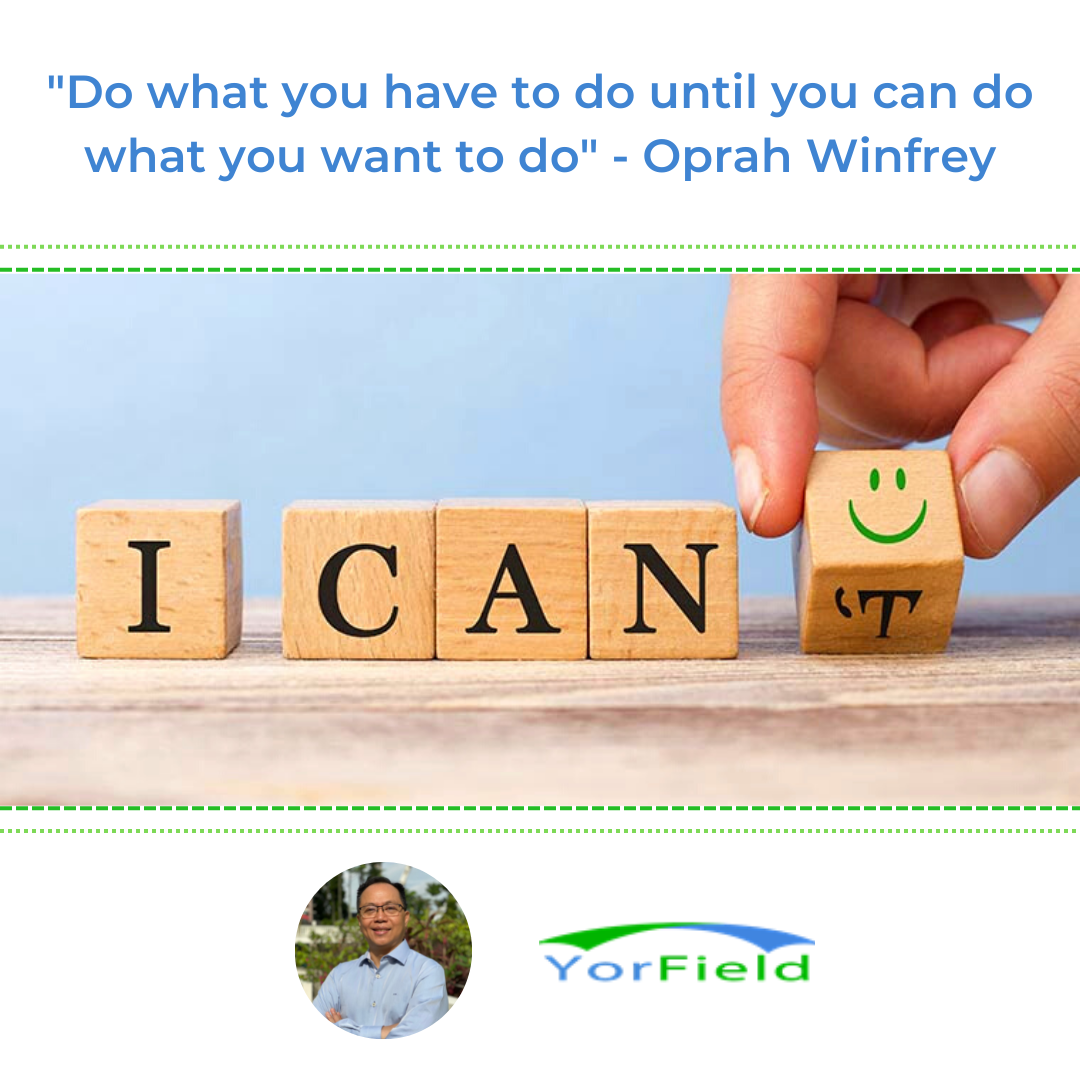 "Do what you have to do until you can do
what you want to do" - Oprah Winfrey
I CAN 'T
YorField